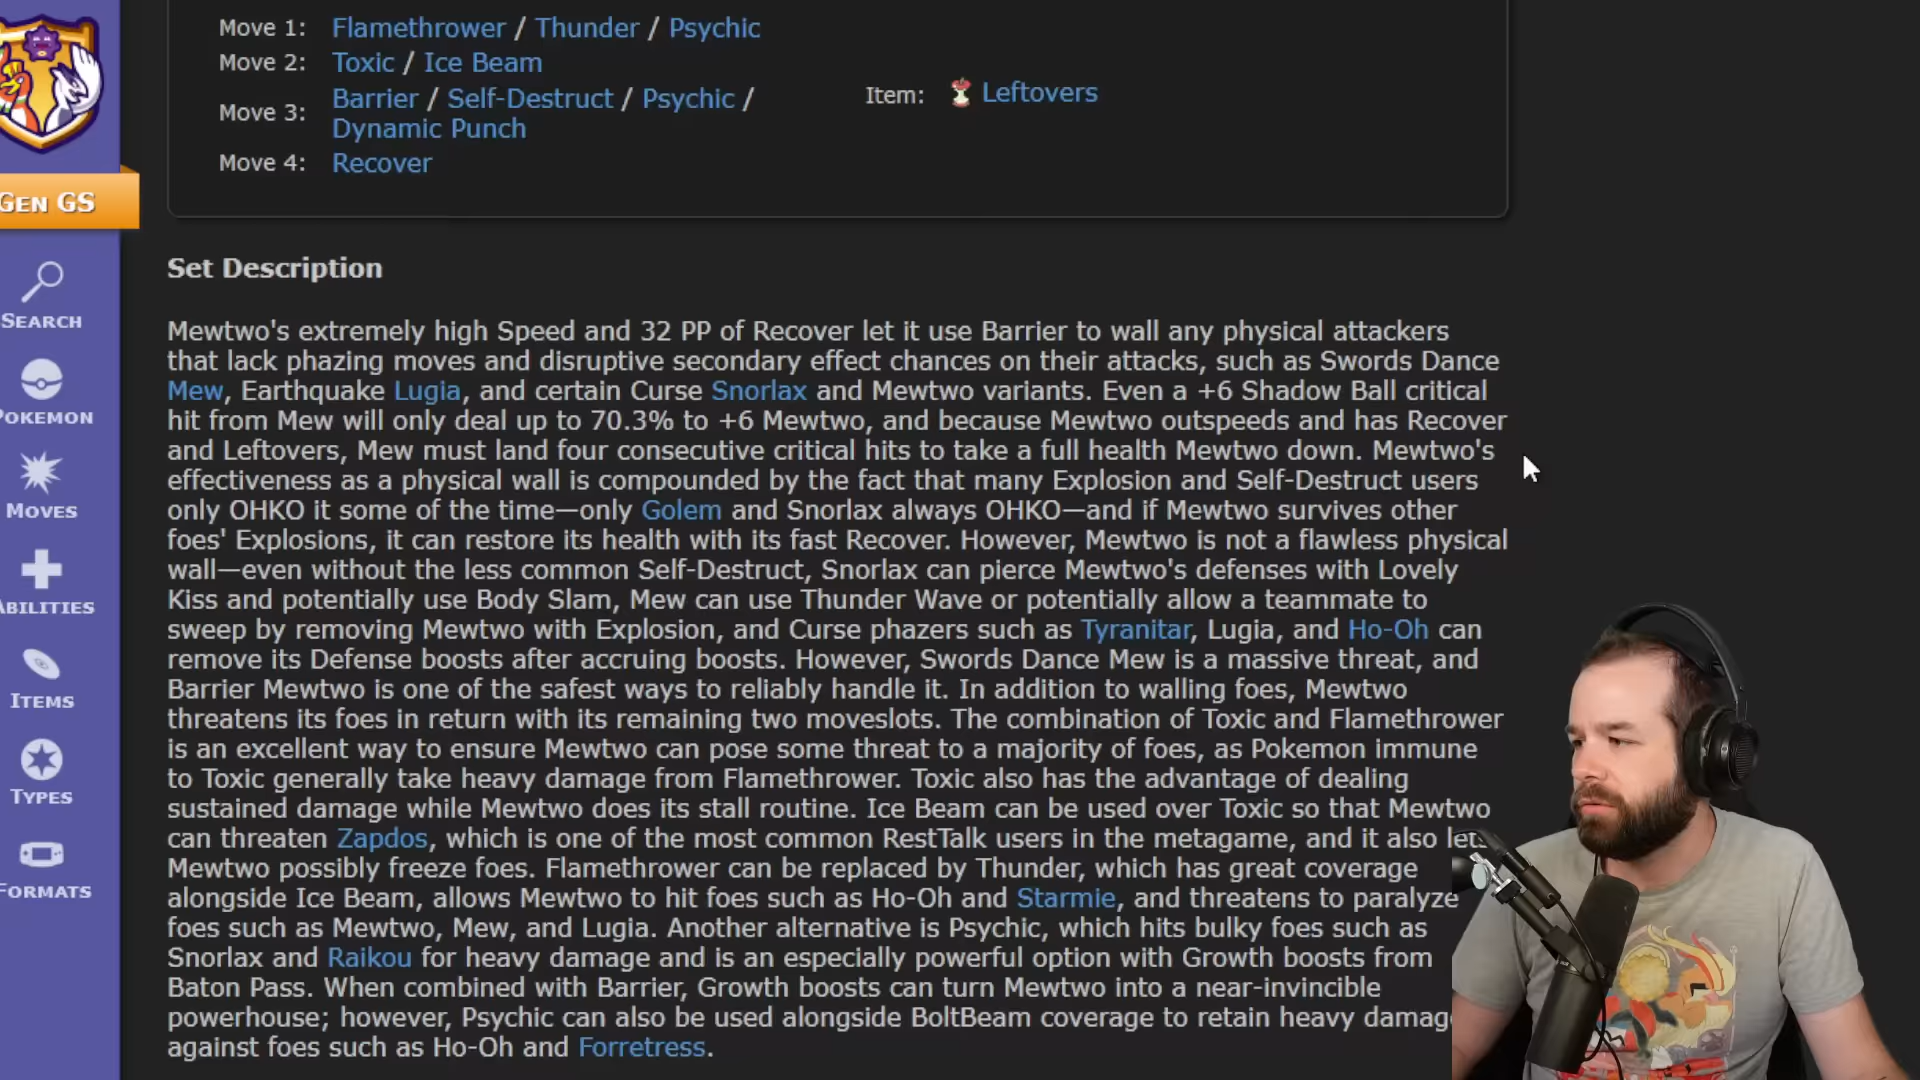 Move 1: Flamethrower / Thunder / Psychic
Move 2: Toxic / Ice Beam
Move 3: Barrier / Self-Destruct / Psychic /
Dynamic Punch
Move 4: Recover
Item: Leftovers
GEN GS
SEARCH
POKEMON
MOVES
ABILITIES
ITEMS
TYPES
FORMATS
Set Description
Mewtwo's extremely high Speed and 32 PP of Recover let it use Barrier to wall any physical attackers
that lack phazing moves and disruptive secondary effect chances on their attacks, such as Swords Dance
Mew, Earthquake Lugia, and certain Curse Snorlax and Mewtwo variants. Even a +6 Shadow Ball critical
hit from Mew will only deal up to 70.3% to +6 Mewtwo, and because Mewtwo outspeeds and has Recover
and Leftovers, Mew must land four consecutive critical hits to take a full health Mewtwo down. Mewtwo's
effectiveness as a physical wall is compounded by the fact that many Explosion and Self-Destruct users
only OHKO it some of the time—only Golem and Snorlax always OHKO—and if Mewtwo survives other
foes' Explosions, it can restore its health with its fast Recover. However, Mewtwo is not a flawless physical
wall—even without the less common Self-Destruct, Snorlax can pierce Mewtwo's defenses with Lovely
Kiss and potentially use Body Slam, Mew can use Thunder Wave or potentially allow a teammate to
sweep by removing Mewtwo with Explosion, and Curse phazers such as Tyranitar, Lugia, and Ho-Oh can
remove its Defense boosts after accruing boosts. However, Swords Dance Mew is a massive threat, and
Barrier Mewtwo is one of the safest ways to reliably handle it. In addition to walling foes, Mewtwo
threatens its foes in return with its remaining two moveslots. The combination of Toxic and Flamethrower
is an excellent way to ensure Mewtwo can pose some threat to a majority of foes, as Pokemon immune
to Toxic generally take heavy damage from Flamethrower. Toxic also has the advantage of dealing
sustained damage while Mewtwo does its stall routine. Ice Beam can be used over Toxic so that Mewtwo
can threaten Zapdos, which is one of the most common RestTalk users in the metagame, and it also lets
Mewtwo possibly freeze foes. Flamethrower can be replaced by Thunder, which has great coverage
alongside Ice Beam, allows Mewtwo to hit foes such as Ho-Oh and Starmie, and threatens to paralyze
foes such as Mewtwo, Mew, and Lugia. Another alternative is Psychic, which hits bulky foes such as
Snorlax and Raikou for heavy damage and is an especially powerful option with Growth boosts from
Baton Pass. When combined with Barrier, Growth boosts can turn Mewtwo into a near-invincible
powerhouse; however, Psychic can also be used alongside BoltBeam coverage to retain heavy damag
against foes such as Ho-Oh and Forretress.